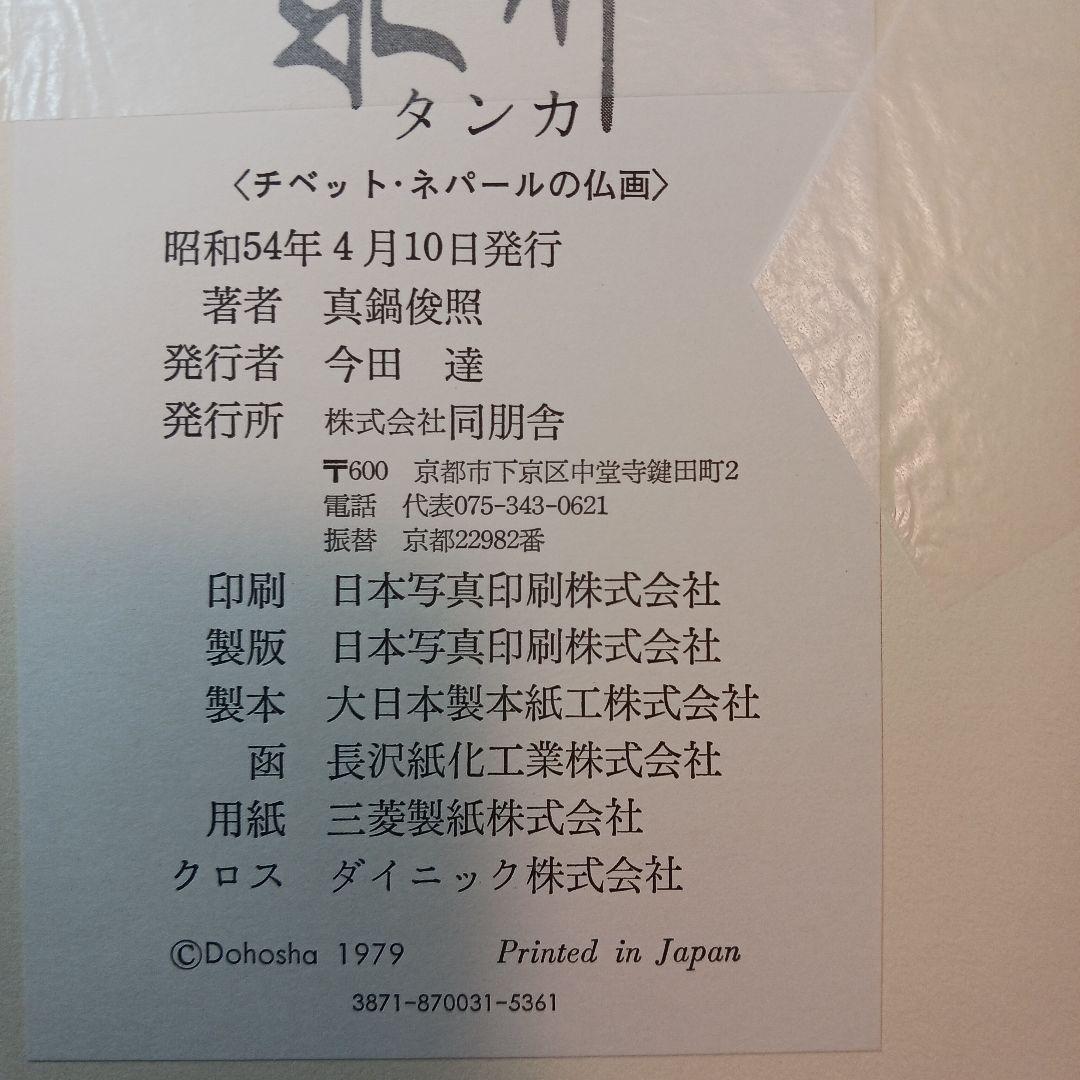 タンカ
〈チベット・ネパールの仏画〉
昭和54年4月10日発行
著者 真鍋俊照
発行者 今田 達
発行所 株式会社同朋舎
〒600 京都市下京区中堂寺鍵田町2
電話 代表075-343-0621
振替 京都22982番
印刷 日本写真印刷株式会社
製版 日本写真印刷株式会社
製本 大日本製本紙工株式会社
函 長沢紙化工業株式会社
用紙 三菱製紙株式会社
クロス ダイニック株式会社
©Dohosha 1979 Printed in Japan
3871-870031-5361